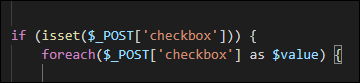 if (isset($_POST['checkbox'])) {
foreach($_POST['checkbox'] as $value) {